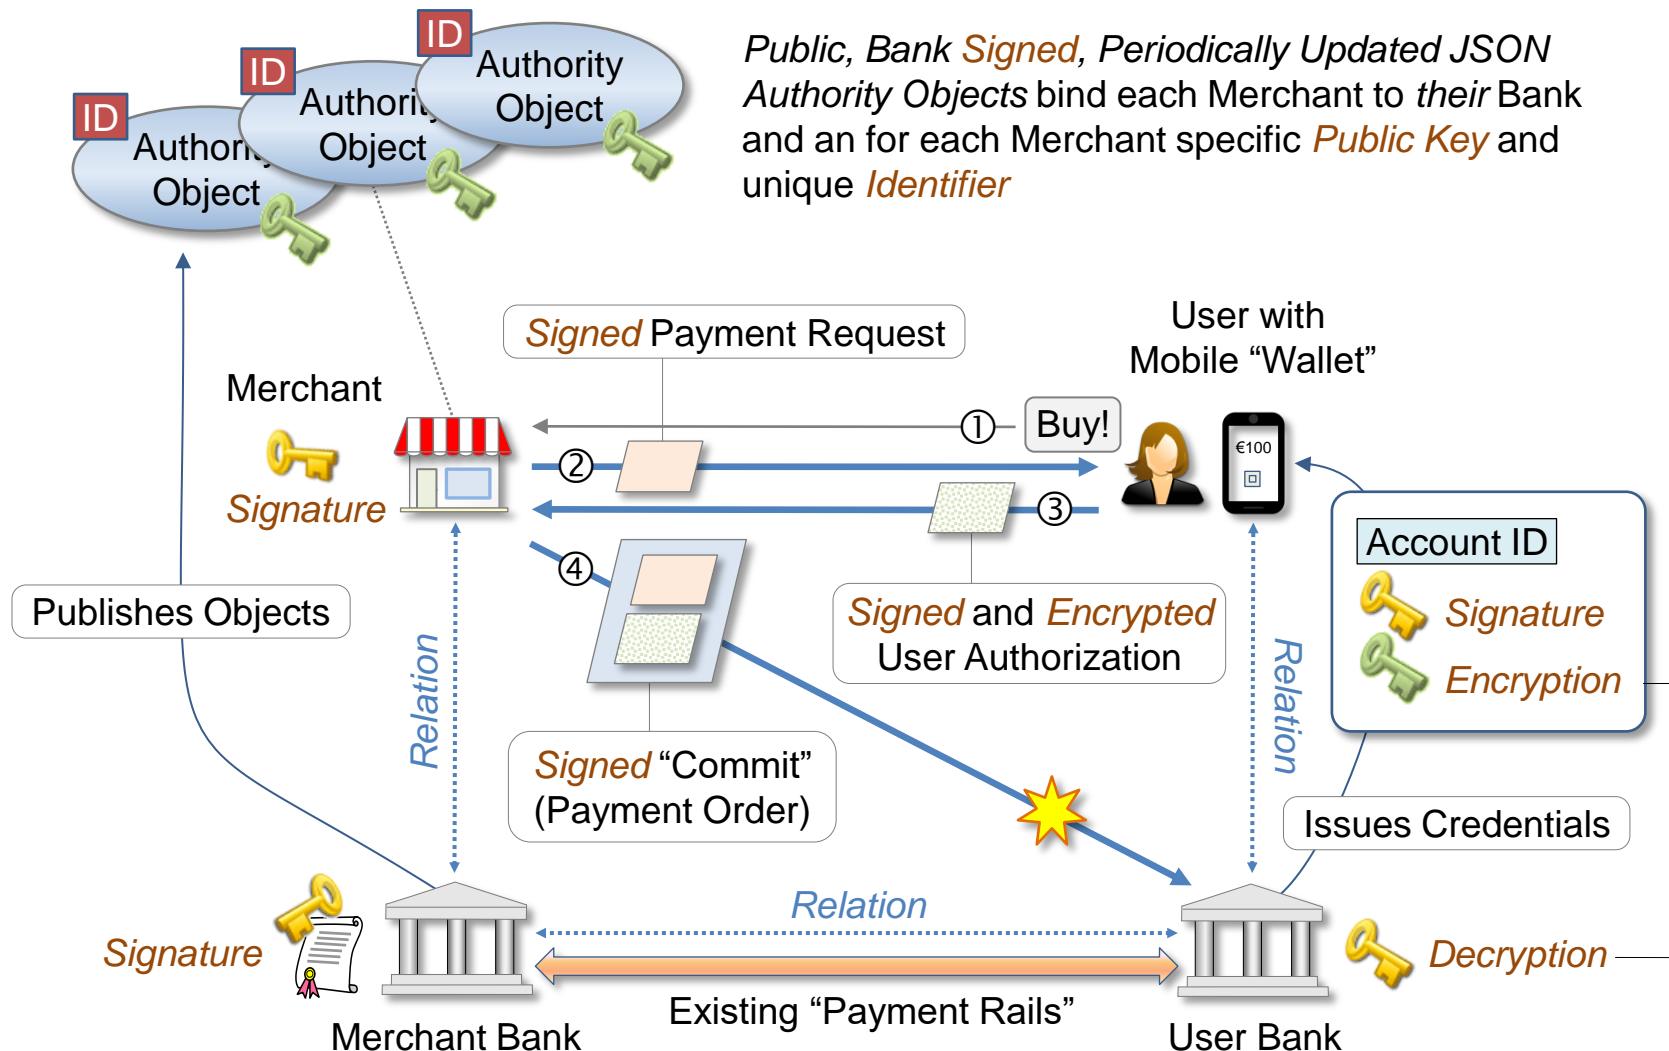 ID
Authority
Object
ID
Authority
Object
ID
Authority
Object
Public, Bank Signed, Periodically Updated JSON
Authority Objects bind each Merchant to their Bank
and an for each Merchant specific Public Key and
unique Identifier
Signed Payment Request
User with
Mobile “Wallet”
Merchant
Signature
①
Buy!
€100
②
③
④
Account ID
Signature
Encryption
Publishes Objects
Relation
Signed and Encrypted
User Authorization
Relation
Signed “Commit”
(Payment Order)
Issues Credentials
Signature
Relation
Decryption
Existing “Payment Rails”
Merchant Bank
User Bank